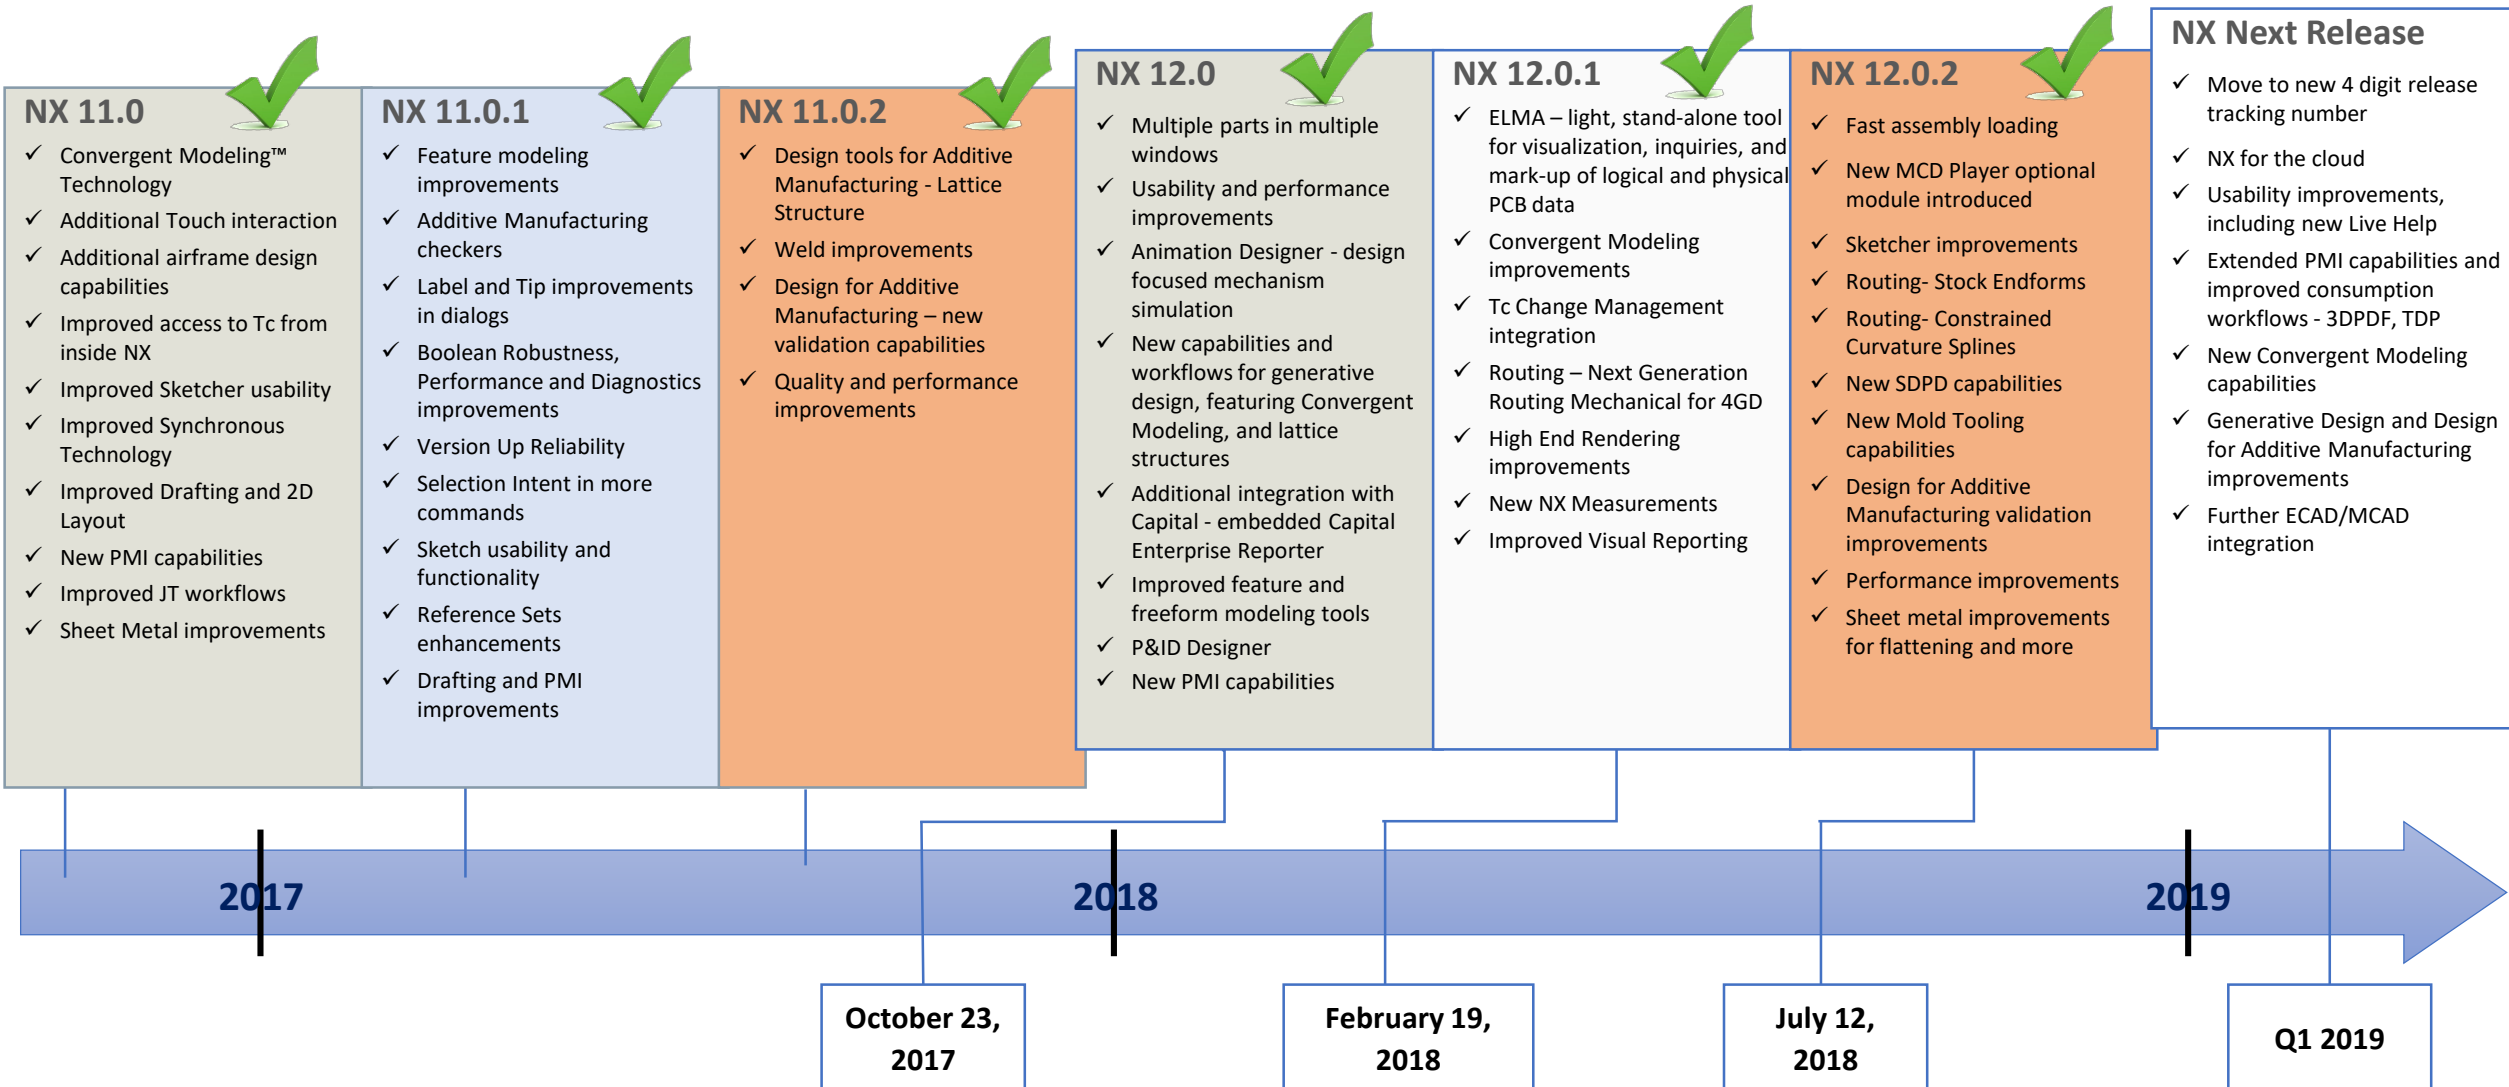 NX 11.0
✓ Convergent Modeling™
Technology
✓ Additional Touch interaction
✓ Additional airframe design
capabilities
✓ Improved access to Tc from
inside NX
✓ Improved Sketcher usability
✓ Improved Synchronous
Technology
✓ Improved Drafting and 2D
Layout
✓ New PMI capabilities
✓ Improved JT workflows
✓ Sheet Metal improvements
NX 11.0.1
✓ Feature modeling
improvements
✓ Additive Manufacturing
checkers
✓ Label and Tip improvements
in dialogs
✓ Boolean Robustness,
Performance and Diagnostics
improvements
✓ Version Up Reliability
✓ Selection Intent in more
commands
✓ Sketch usability and
functionality
✓ Reference Sets
enhancements
✓ Drafting and PMI
improvements
NX 11.0.2
✓ Design tools for Additive
Manufacturing - Lattice
Structure
✓ Weld improvements
✓ Design for Additive
Manufacturing – new
validation capabilities
✓ Quality and performance
improvements
NX 12.0
✓ Multiple parts in multiple
windows
✓ Usability and performance
improvements
✓ Animation Designer - design
focused mechanism
simulation
✓ New capabilities and
workflows for generative
design, featuring Convergent
Modeling, and lattice
structures
✓ Additional integration with
Capital - embedded Capital
Enterprise Reporter
✓ Improved feature and
freeform modeling tools
✓ P&ID Designer
✓ New PMI capabilities
NX 12.0.1
✓ ELMA – light, stand-alone tool
for visualization, inquiries, and
mark-up of logical and physical
PCB data
✓ Convergent Modeling
improvements
✓ Tc Change Management
integration
✓ Routing – Next Generation
Routing Mechanical for 4GD
✓ High End Rendering
improvements
✓ New NX Measurements
✓ Improved Visual Reporting
NX 12.0.2
✓ Fast assembly loading
✓ New MCD Player optional
module introduced
✓ Sketcher improvements
✓ Routing- Stock Endforms
✓ Routing- Constrained
Curvature Splines
✓ New SDPD capabilities
✓ New Mold Tooling
capabilities
✓ Design for Additive
Manufacturing validation
improvements
✓ Performance improvements
✓ Sheet metal improvements
for flattening and more
NX Next Release
✓ Move to new 4 digit release
tracking number
✓ NX for the cloud
✓ Usability improvements,
including new Live Help
✓ Extended PMI capabilities and
improved consumption
workflows - 3DPDF, TDP
✓ New Convergent Modeling
capabilities
✓ Generative Design and Design
for Additive Manufacturing
improvements
✓ Further ECAD/MCAD
integration
2017
2018
2019
October 23,
2017
February 19,
2018
July 12,
2018
Q1 2019